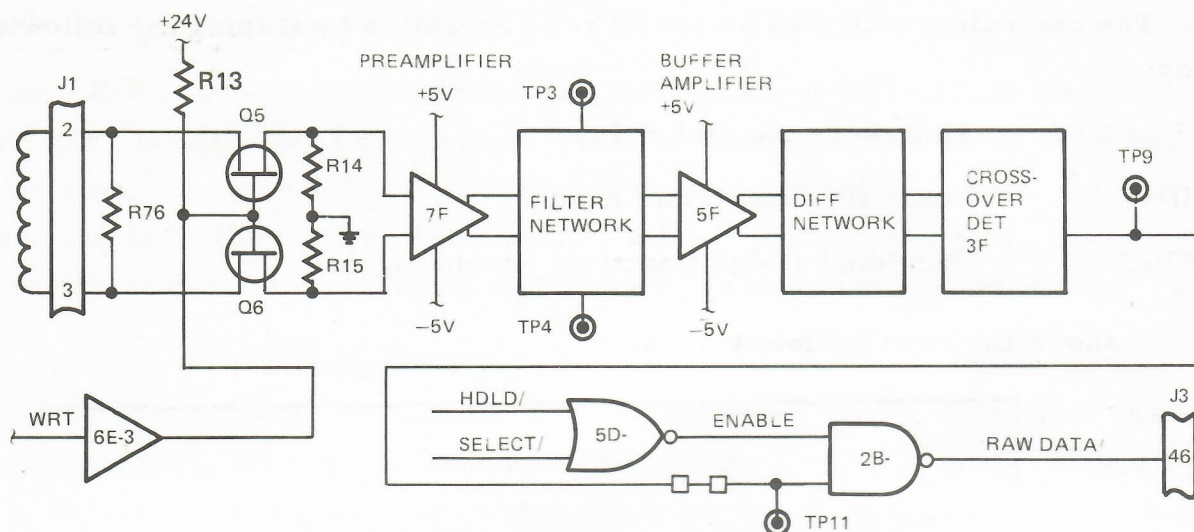 +24V
R13
J1
2
3
R76
Q5
Q6
R14
R15
PREAMPLIFIER
+5V
7F
−5V
TP3
FILTER
NETWORK
TP4
BUFFER
AMPLIFIER
+5V
5F
−5V
DIFF
NETWORK
CROSS-
OVER
DET
3F
TP9
WRT
6E-3
HDLD/
SELECT/
5D-
ENABLE
2B-
RAW DATA/
J3
46
TP11